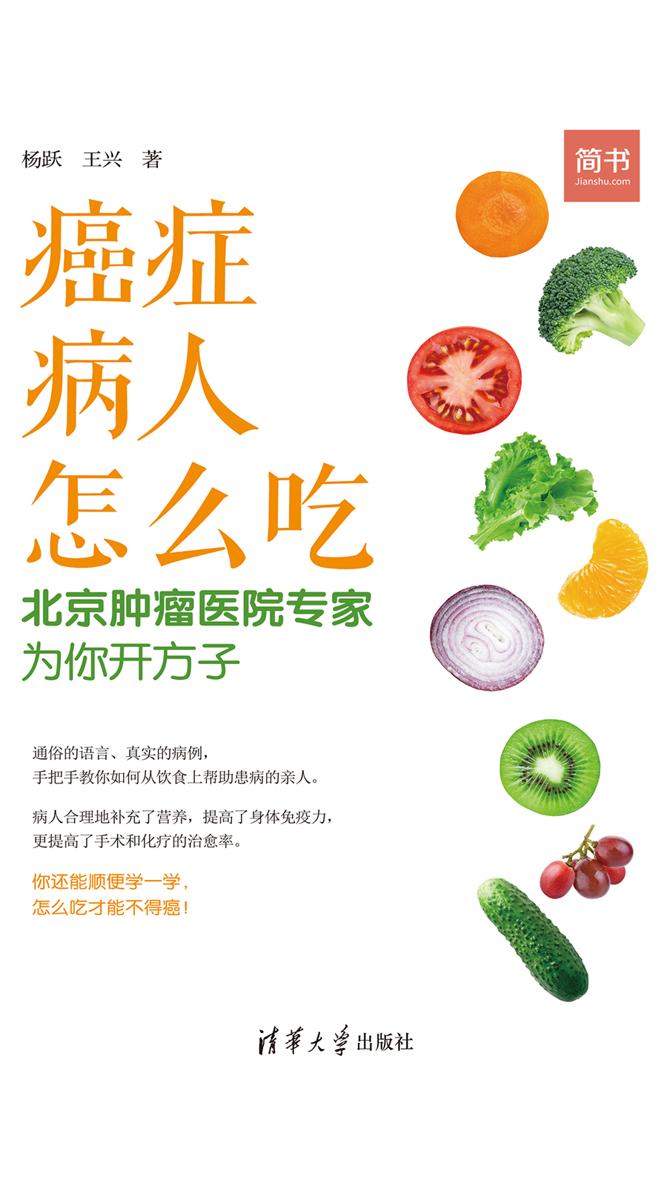 杨跃 王兴 著
简书
Jianshu.com
癌症
病人
怎么吃
北京肿瘤医院专家
为你开方子
通俗的语言、真实的病例,
手把手教你如何从饮食上帮助患病的亲人。
病人合理地补充了营养,提高了身体免疫力,
更提高了手术和化疗的治愈率。
你还能顺便学一学,
怎么吃才能不得癌!
清华大学出版社